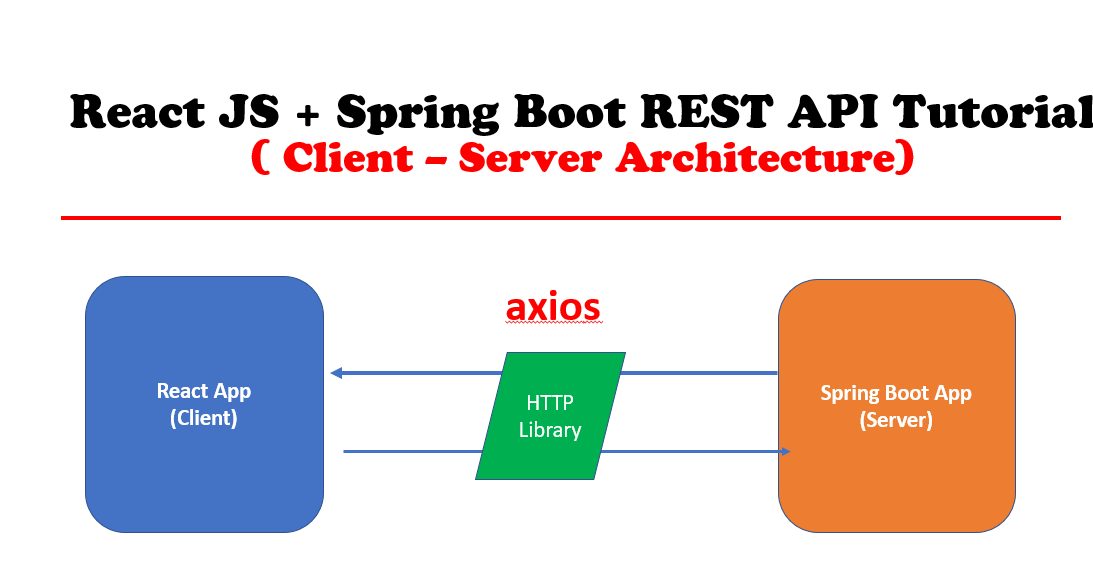 React JS + Spring Boot REST API Tutorial
( Client – Server Architecture)
axios
React App
(Client)
HTTP
Library
Spring Boot App
(Server)